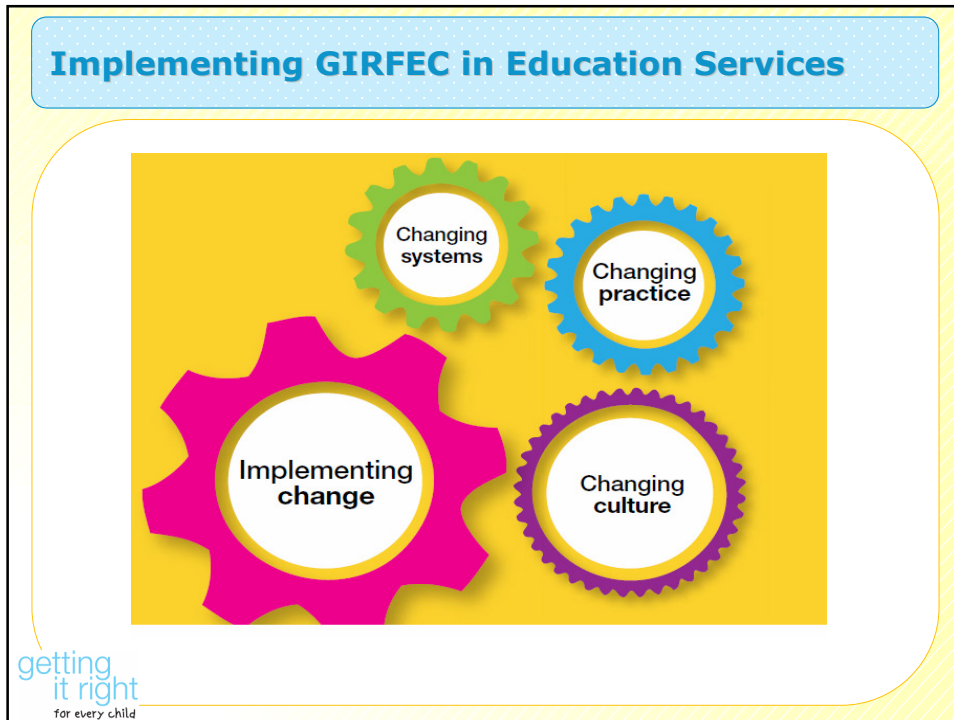 Implementing GIRFEC in Education Services
Changing
systems
Changing
practice
Implementing
change
Changing
culture
getting
it right
for every child